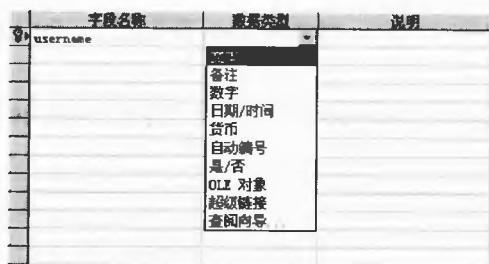 字段名称 数据类型 说明
username
文本
备注
数字
日期/时间
货币
自动编号
是/否
OLE 对象
超级链接
查阅向导...